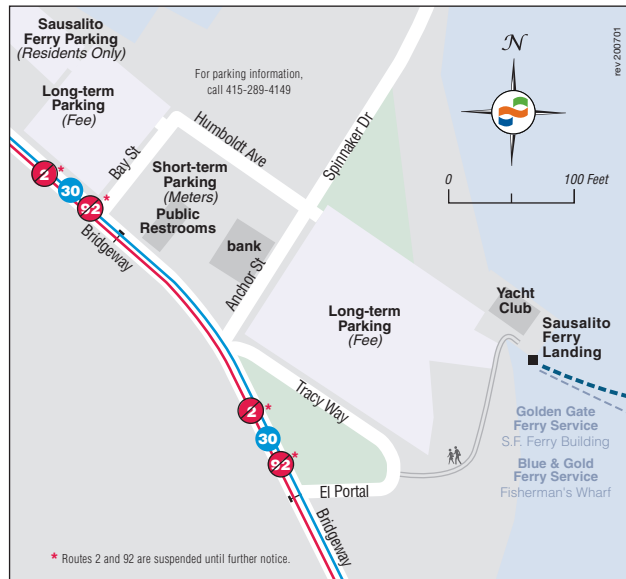 Sausalito
Ferry Parking
(Residents Only)
Long-term
Parking
(Fee)
For parking information,
call 415-289-4149
N
rev 200701
0 100 Feet
Humboldt Ave
Spinnaker Dr
Bay St
Short-term
Parking
(Meters)
Public
Restrooms
bank
Anchor St
2 *
30
92 *
Bridgeway
Long-term
Parking
(Fee)
Yacht
Club
Sausalito
Ferry
Landing
Tracy Way
2 *
30
92 *
El Portal
Bridgeway
Golden Gate
Ferry Service
S.F. Ferry Building
Blue & Gold
Ferry Service
Fisherman's Wharf
* Routes 2 and 92 are suspended until further notice.